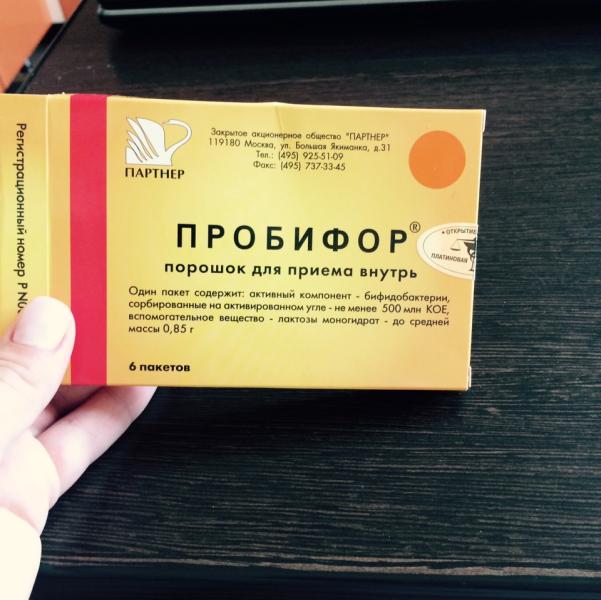 Закрытое акционерное общество "ПАРТНЕР"
119180 Москва, ул. Большая Якиманка, д.31
Тел.: (495) 925-51-09
Факс: (495) 737-33-45
ПАРТНЕР
ПРОБИФОР®
порошок для приема внутрь
• ОТКРЫТИЕ
ПЛАТИНОВАЯ
Один пакет содержит: активный компонент - бифидобактерии,
сорбированные на активированном угле - не менее 500 млн КОЕ,
вспомогательное вещество - лактозы моногидрат - до средней
массы 0,85 г
6 пакетов
Регистрационный номер Р N0